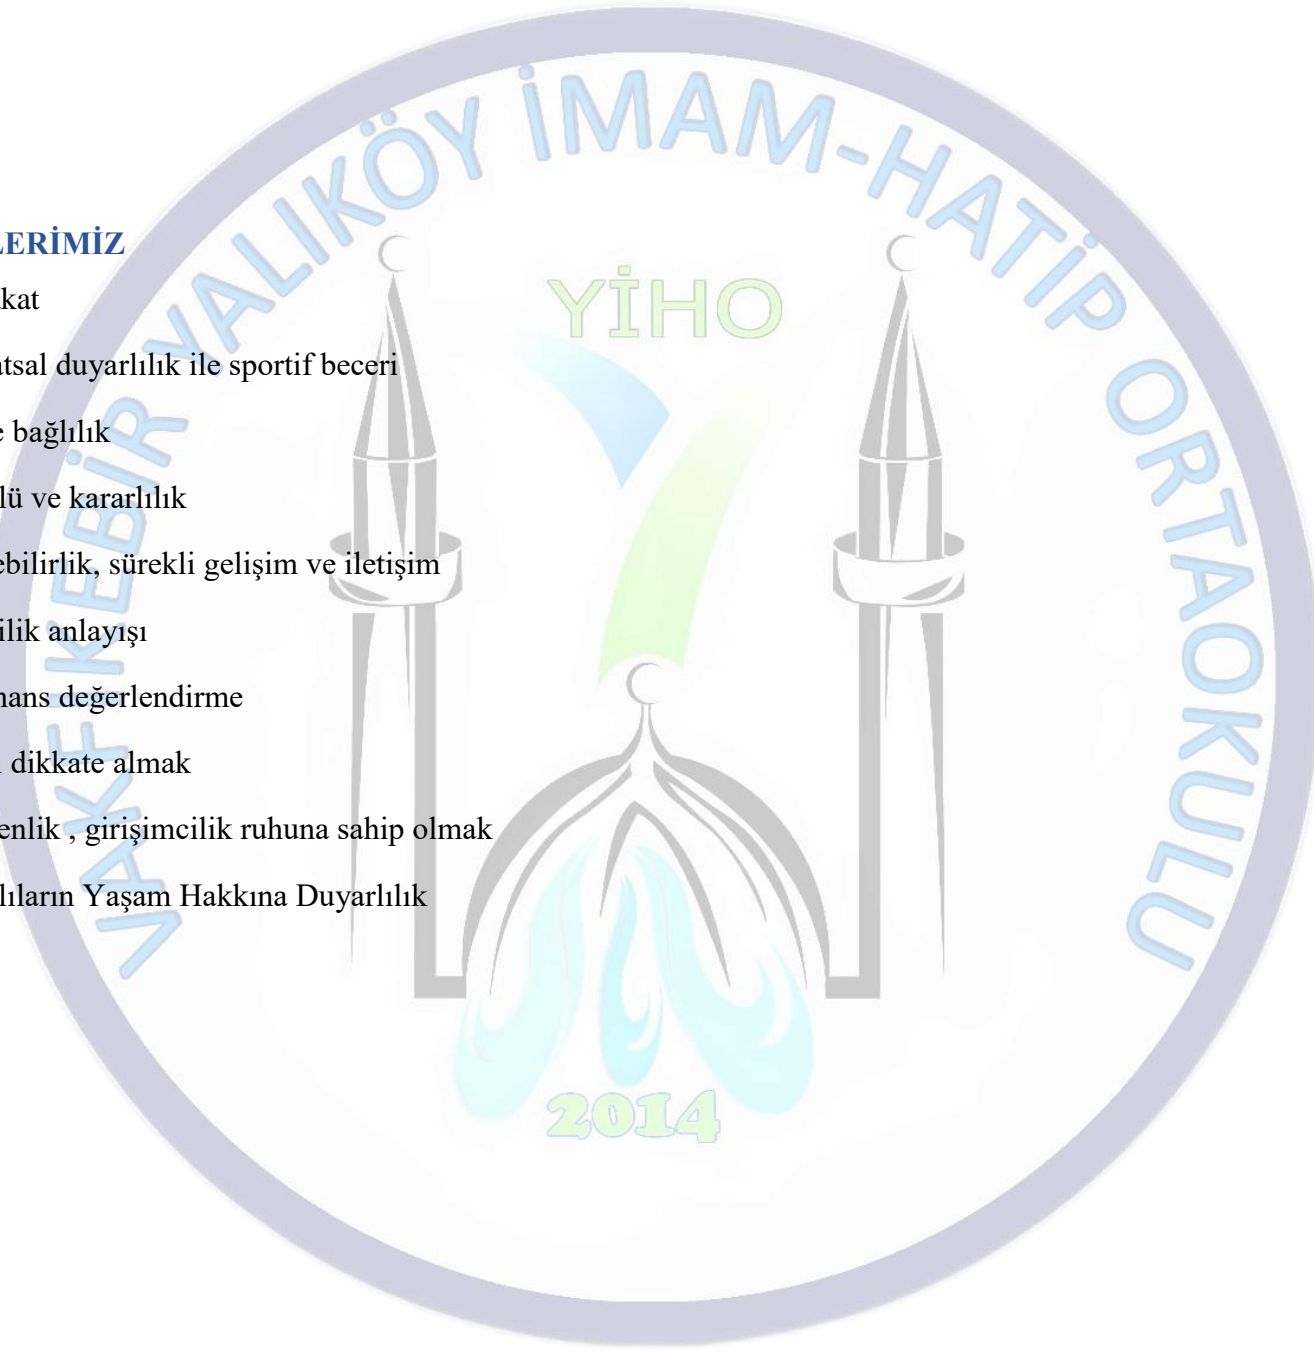 VAKFIKEBİR YALIKÖY İMAM-HATİP ORTAOKULU
YİHO
LERİMİZ
kat
atsal duyarlılık ile sportif beceri
e bağlılık
lü ve kararlılık
ebilirlik, sürekli gelişim ve iletişim
ilik anlayışı
nans değerlendirme
dikkate almak
enlik , girişimcilik ruhuna sahip olmak
lıların Yaşam Hakkına Duyarlılık
2014